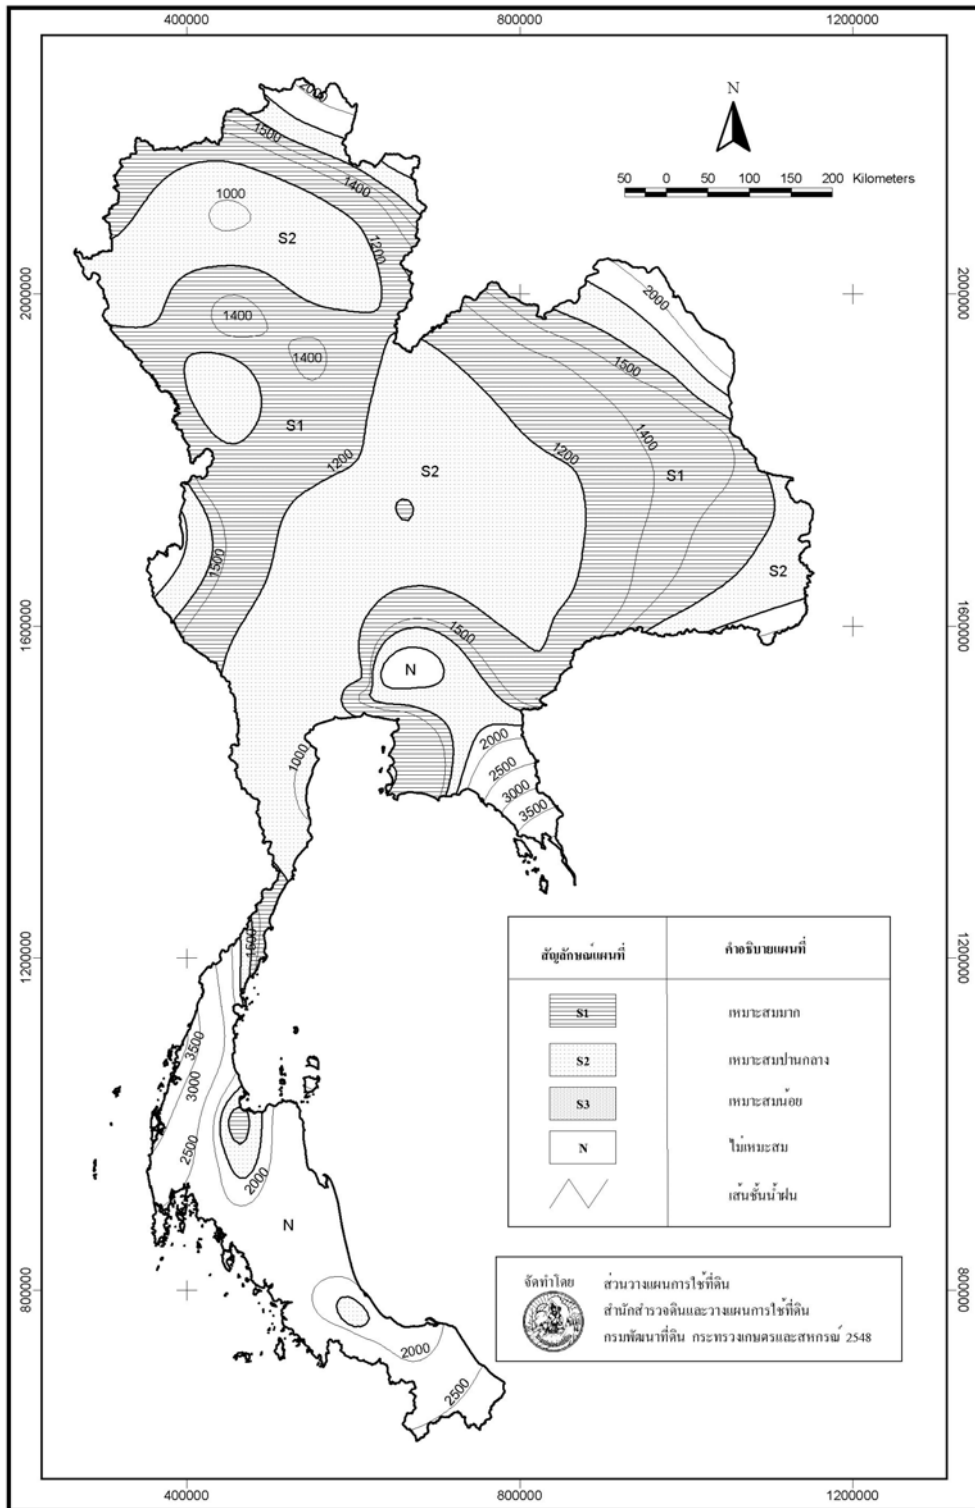 400000 800000 1200000
2000
N
1500
50 0 50 100 150 200 Kilometers
1400
1000
S2
1200
2000000 2000000
2000
1400
1400
1500
S1
1400
1200 1200
S2 S1
1500
S2
1600000 1600000
1500
N
2000
1000
2500
3000
3500
1500
1200000 1200000
สัญลักษณ์แผนที่ คำอธิบายแผนที่
S1 เหมาะสมมาก
S2 เหมาะสมปานกลาง
S3 เหมาะสมน้อย
N ไม่เหมาะสม
เส้นชั้นน้ำฝน
3500
3000
2500
2000
N
800000 800000
จัดทำโดย ส่วนวางแผนการใช้ที่ดิน
สำนักสำรวจดินและวางแผนการใช้ที่ดิน
กรมพัฒนาที่ดิน กระทรวงเกษตรและสหกรณ์ 2548
2000
2500
400000 800000 1200000